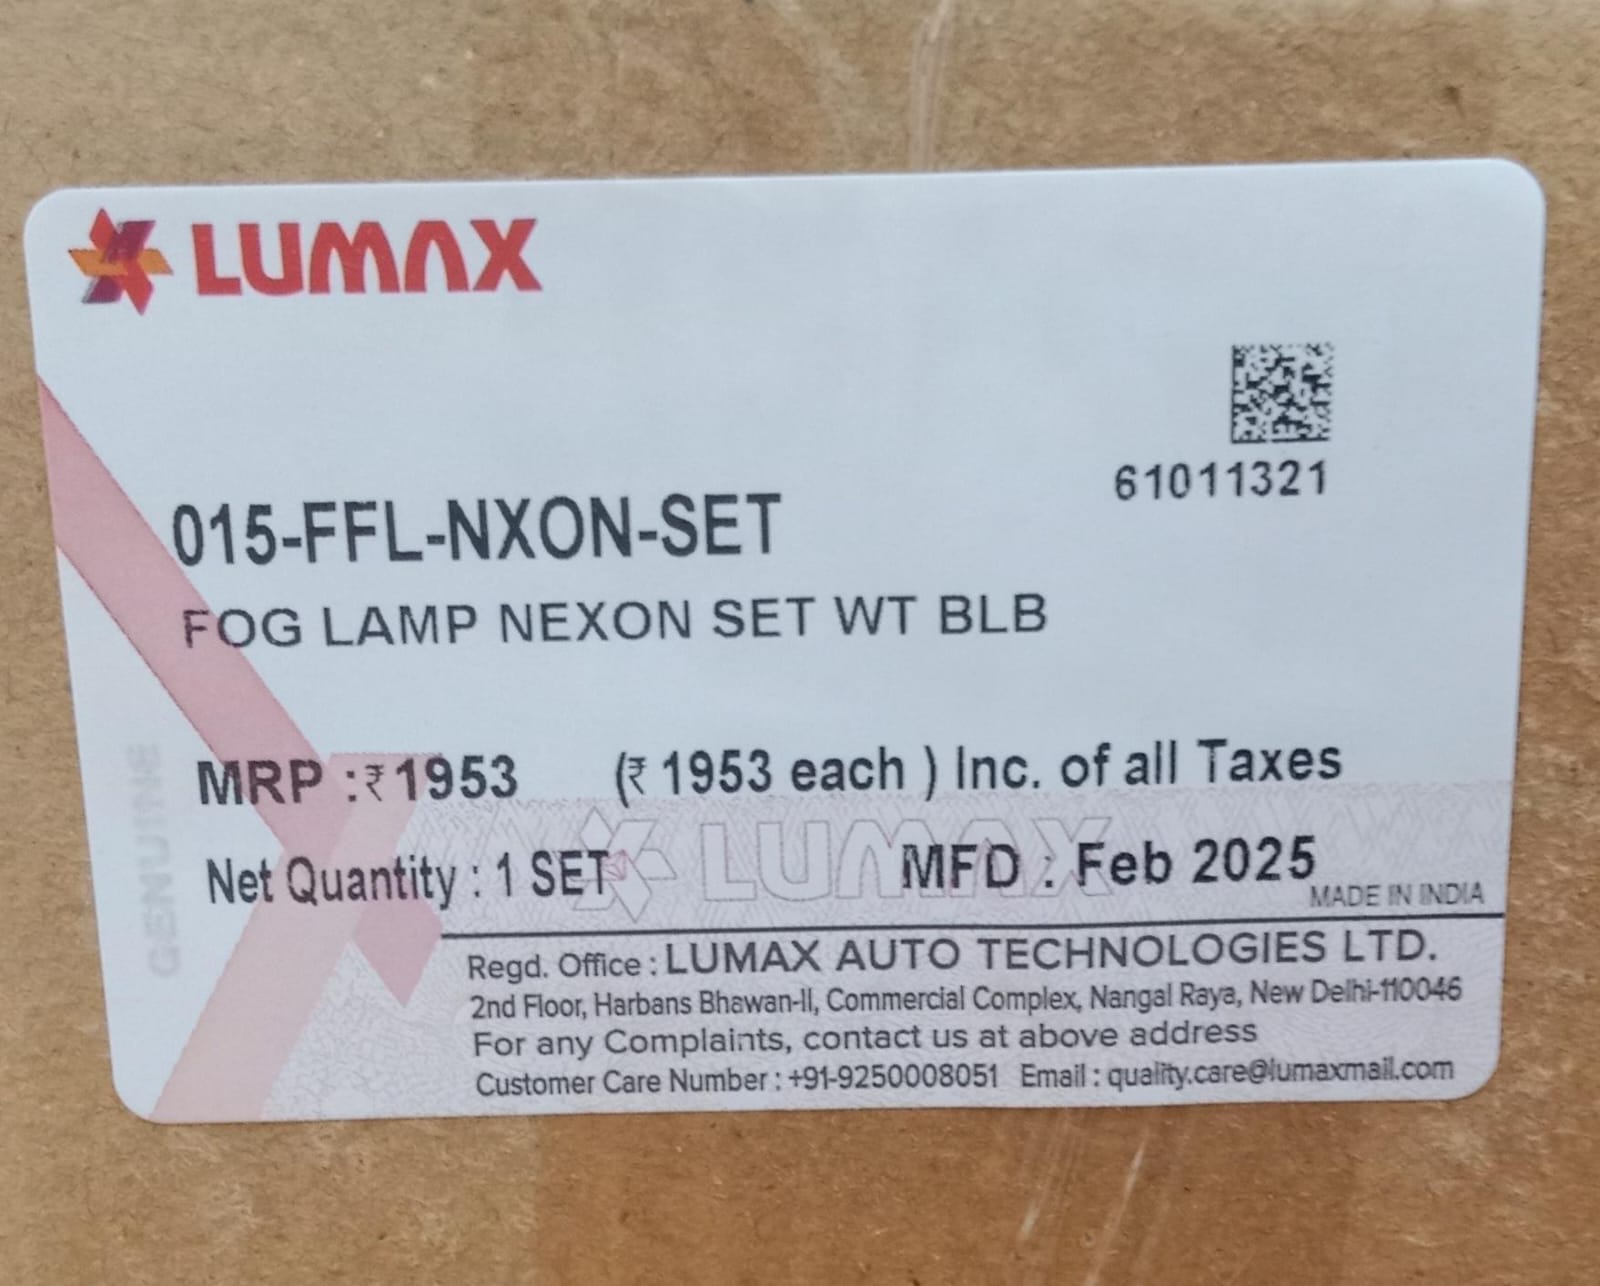 LUMAX
61011321
015-FFL-NXON-SET
FOG LAMP NEXON SET WT BLB
MRP :₹1953 (₹ 1953 each ) Inc. of all Taxes
LUMAX
Net Quantity : 1 SET MFD : Feb 2025
MADE IN INDIA
GENUINE
Regd. Office : LUMAX AUTO TECHNOLOGIES LTD.
2nd Floor, Harbans Bhawan-II, Commercial Complex, Nangal Raya, New Delhi-110046
For any Complaints, contact us at above address
Customer Care Number : +91-9250008051 Email : quality.care@lumaxmail.com